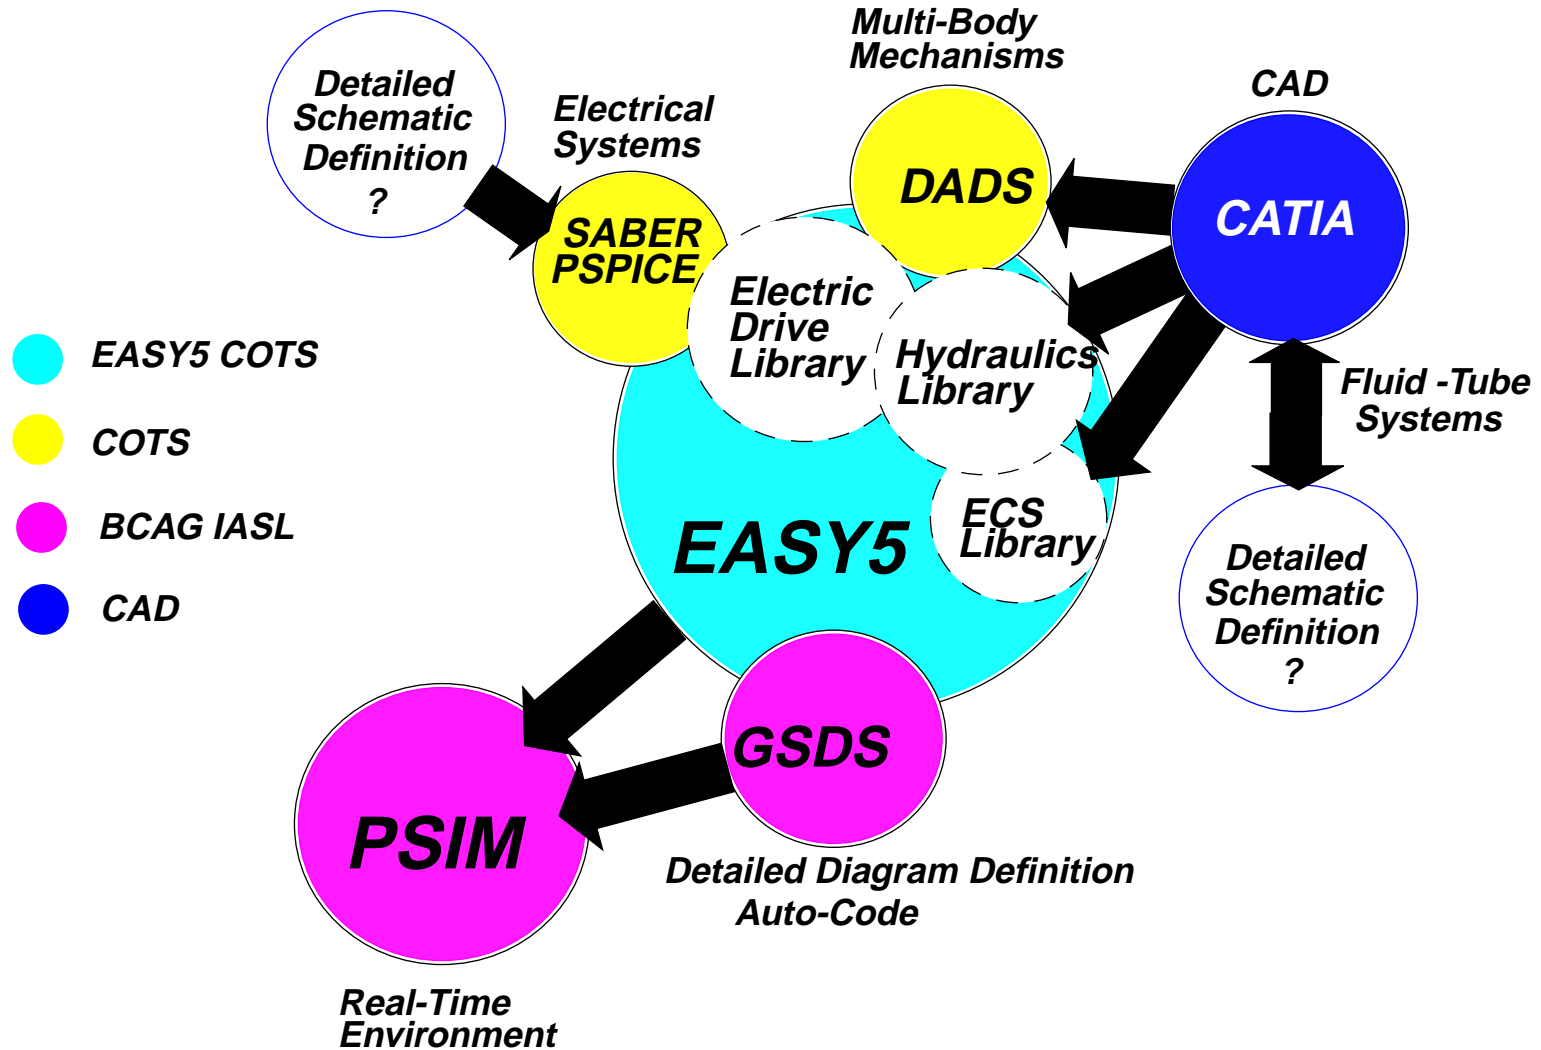 Multi-Body
Mechanisms
Detailed
Schematic
Definition
?
Electrical
Systems
CAD
DADS
CATIA
SABER
PSPICE
Electric
Drive
Library
Hydraulics
Library
EASY5 COTS
COTS
BCAG IASL
CAD
Fluid -Tube
Systems
ECS
Library
EASY5
Detailed
Schematic
Definition
?
GSDS
PSIM
Detailed Diagram Definition
Auto-Code
Real-Time
Environment